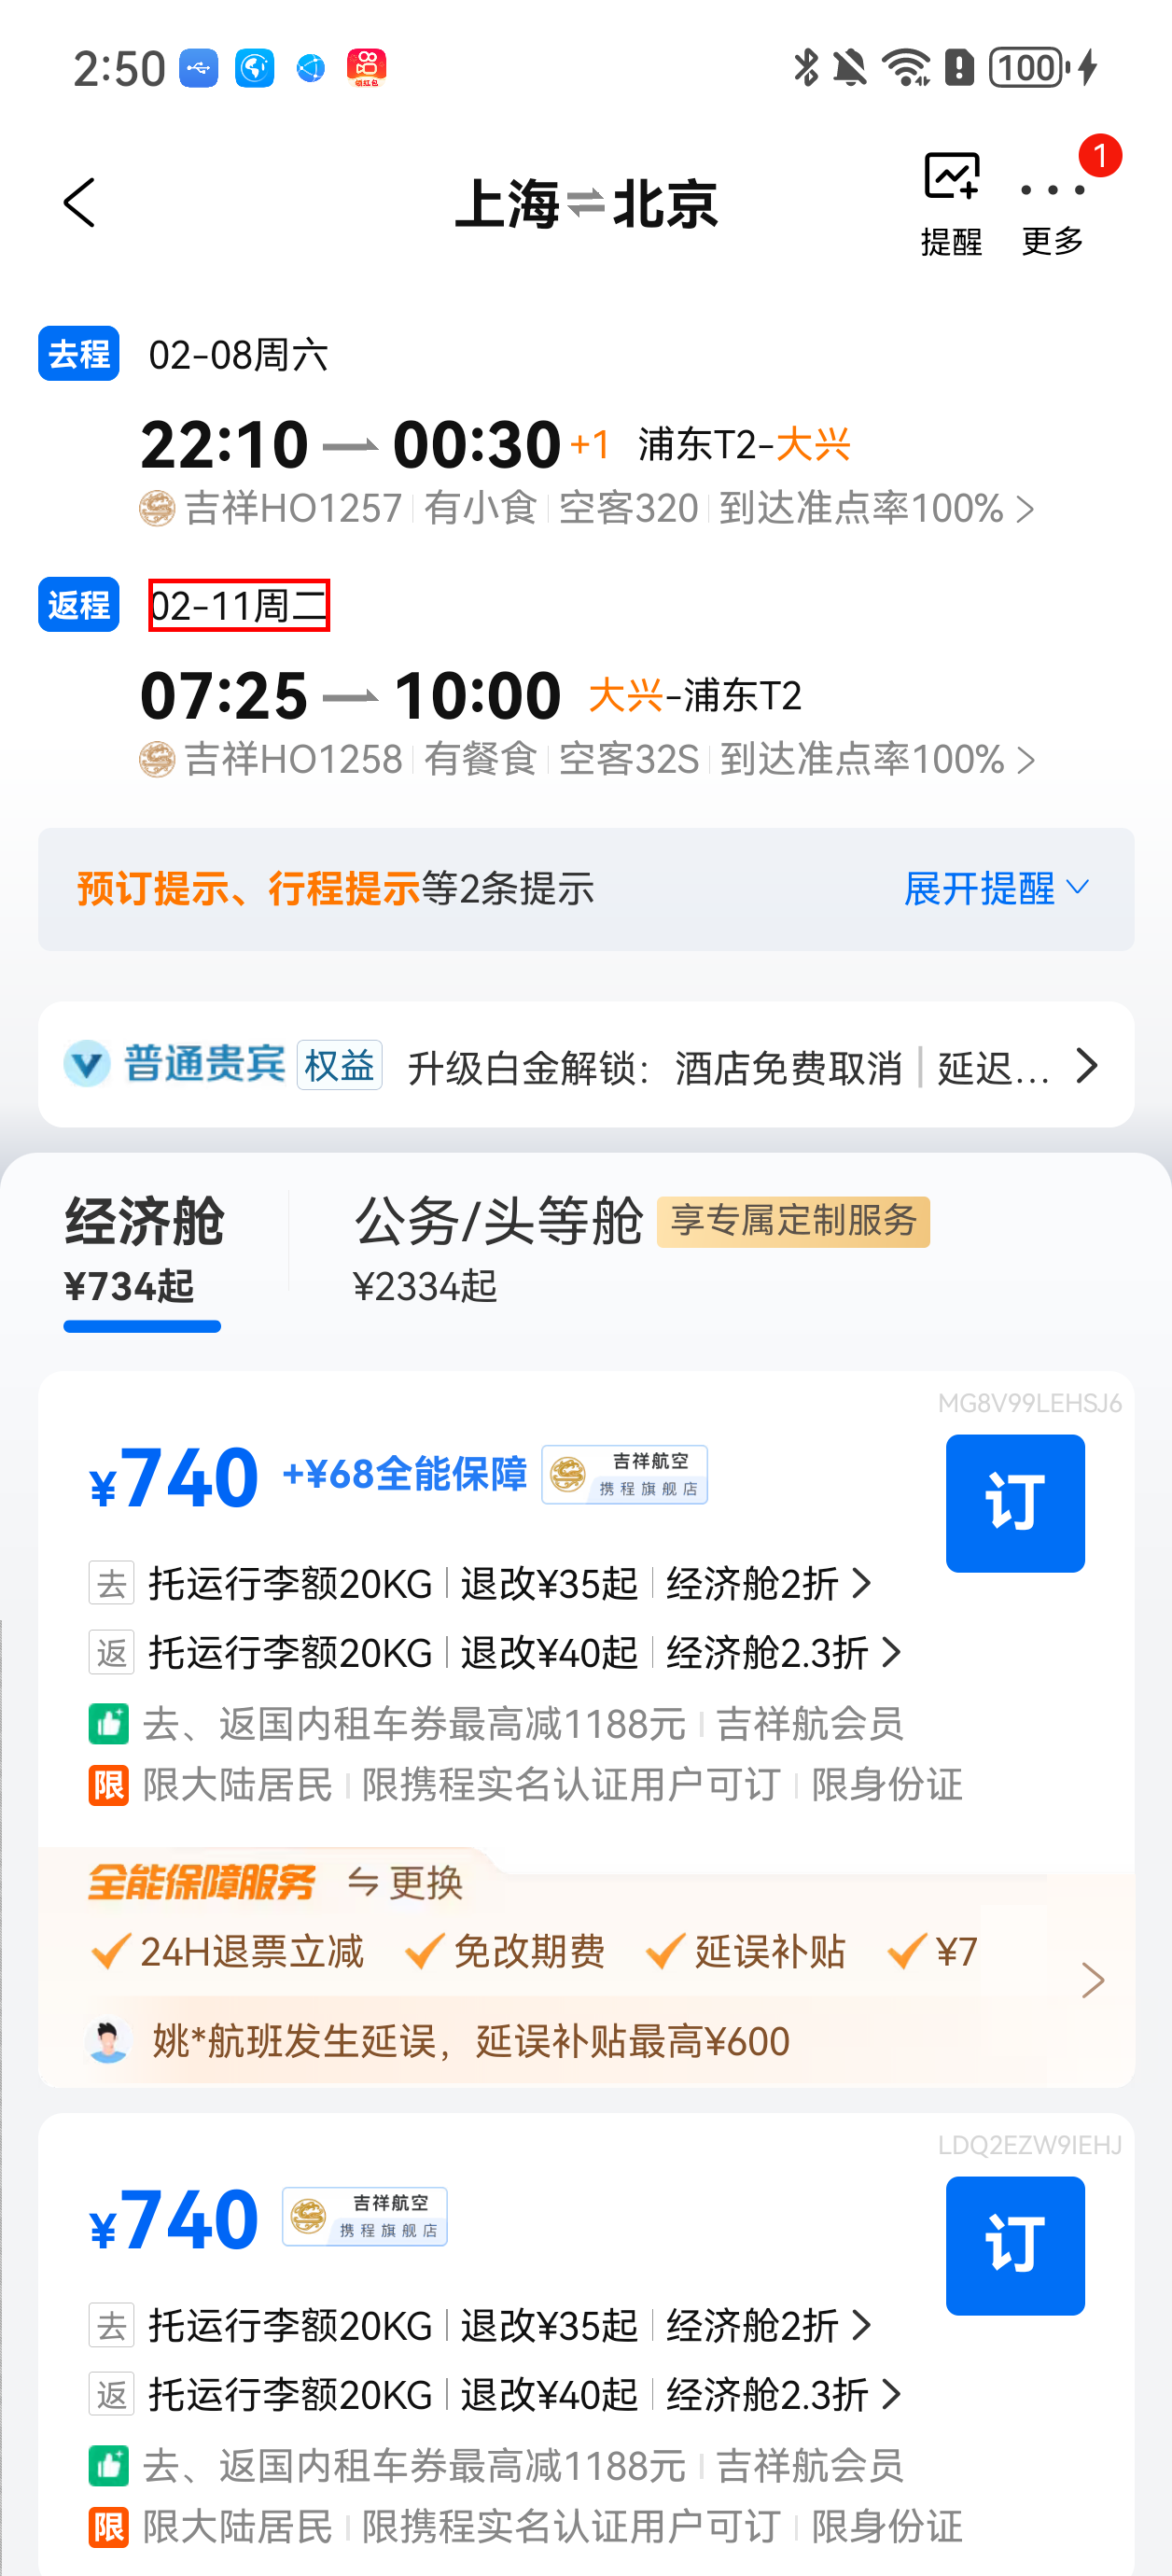 2:50 领红包 100
上海⇌北京
提醒 更多 1
去程 02-08周六
22:10 00:30 +1 浦东T2-大兴
吉祥HO1257 有小食 空客320 到达准点率100%
返程 02-11周二
07:25 10:00 大兴-浦东T2
吉祥HO1258 有餐食 空客32S 到达准点率100%
预订提示、行程提示等2条提示 展开提醒
普通贵宾 权益 升级白金解锁：酒店免费取消 | 延迟...
经济舱 公务/头等舱 享专属定制服务
¥734起 ¥2334起
MG8V99LEHSJ6
¥740 +¥68全能保障 吉祥航空 携程旗舰店 订
去 托运行李额20KG 退改¥35起 经济舱2折
返 托运行李额20KG 退改¥40起 经济舱2.3折
去、返国内租车券最高减1188元 吉祥航会员
限 限大陆居民 限携程实名认证用户可订 限身份证
全能保障服务 更换
24H退票立减 免改期费 延误补贴 ¥7
姚*航班发生延误，延误补贴最高¥600
LDQ2EZW9IEHJ
¥740 吉祥航空 携程旗舰店 订
去 托运行李额20KG 退改¥35起 经济舱2折
返 托运行李额20KG 退改¥40起 经济舱2.3折
去、返国内租车券最高减1188元 吉祥航会员
限 限大陆居民 限携程实名认证用户可订 限身份证